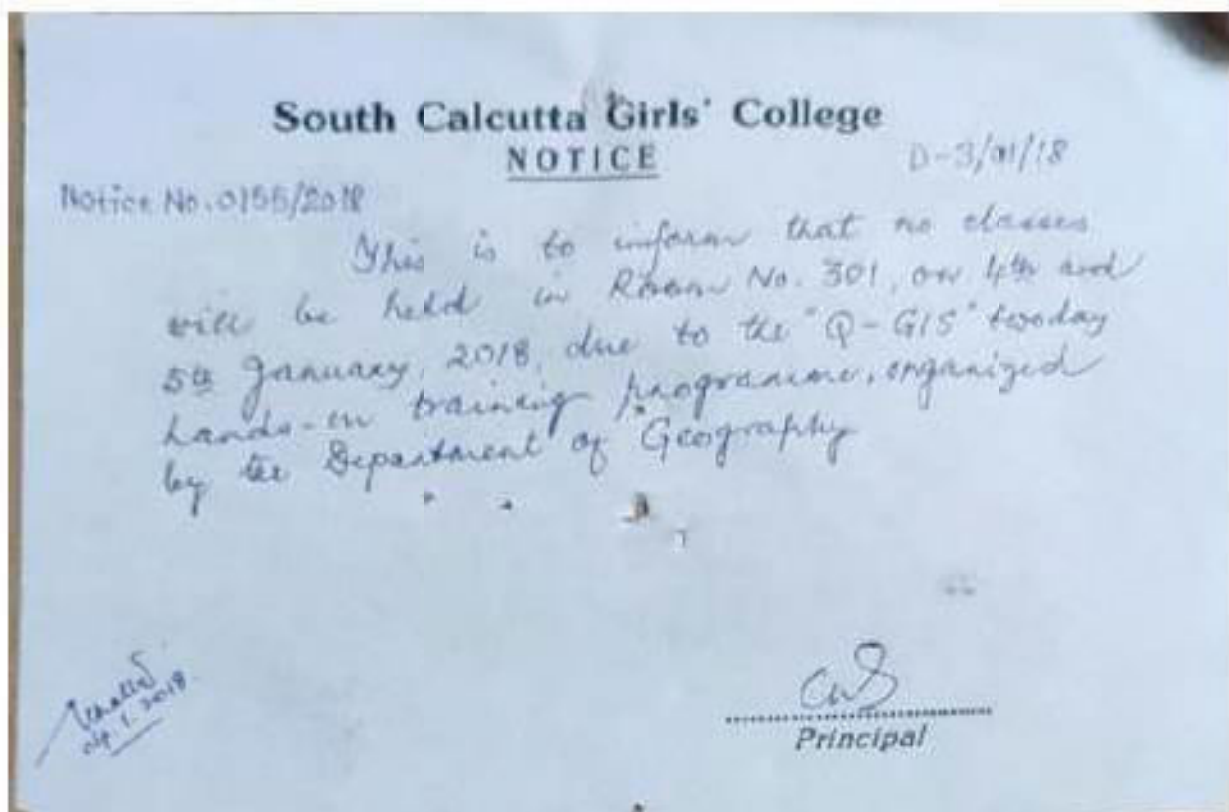 South Calcutta Girls' College
NOTICE
D-3/01/18
Notice No. 0155/2018
This is to inform that no classes
will be held in Room No. 301, on 4th and
5th January, 2018, due to the "Q-GIS" twoday
hands-on training programme, organized
by the Department of Geography
Principal